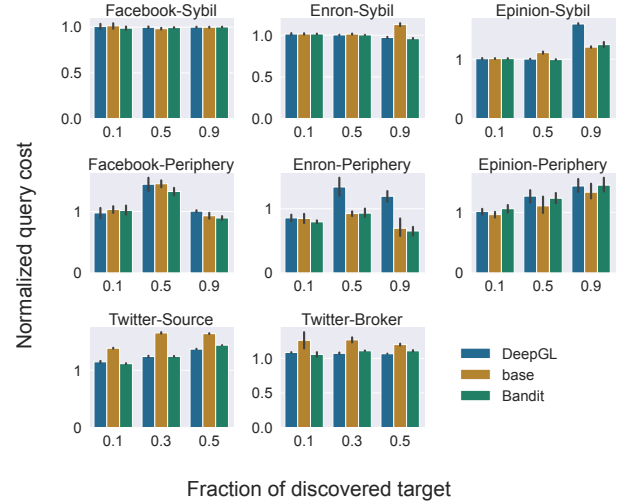 Facebook-Sybil
Enron-Sybil
Epinion-Sybil
1.0
0.5
0.0
0.1 0.5 0.9
1.0
0.5
0.0
0.1 0.5 0.9
1
0
0.1 0.5 0.9
Normalized query cost
Facebook-Periphery
Enron-Periphery
Epinion-Periphery
1
0
0.1 0.5 0.9
1
0
0.1 0.5 0.9
1
0
0.1 0.5 0.9
Twitter-Source
Twitter-Broker
1
0
0.1 0.3 0.5
1.0
0.5
0.0
0.1 0.3 0.5
DeepGL
base
Bandit
Fraction of discovered target